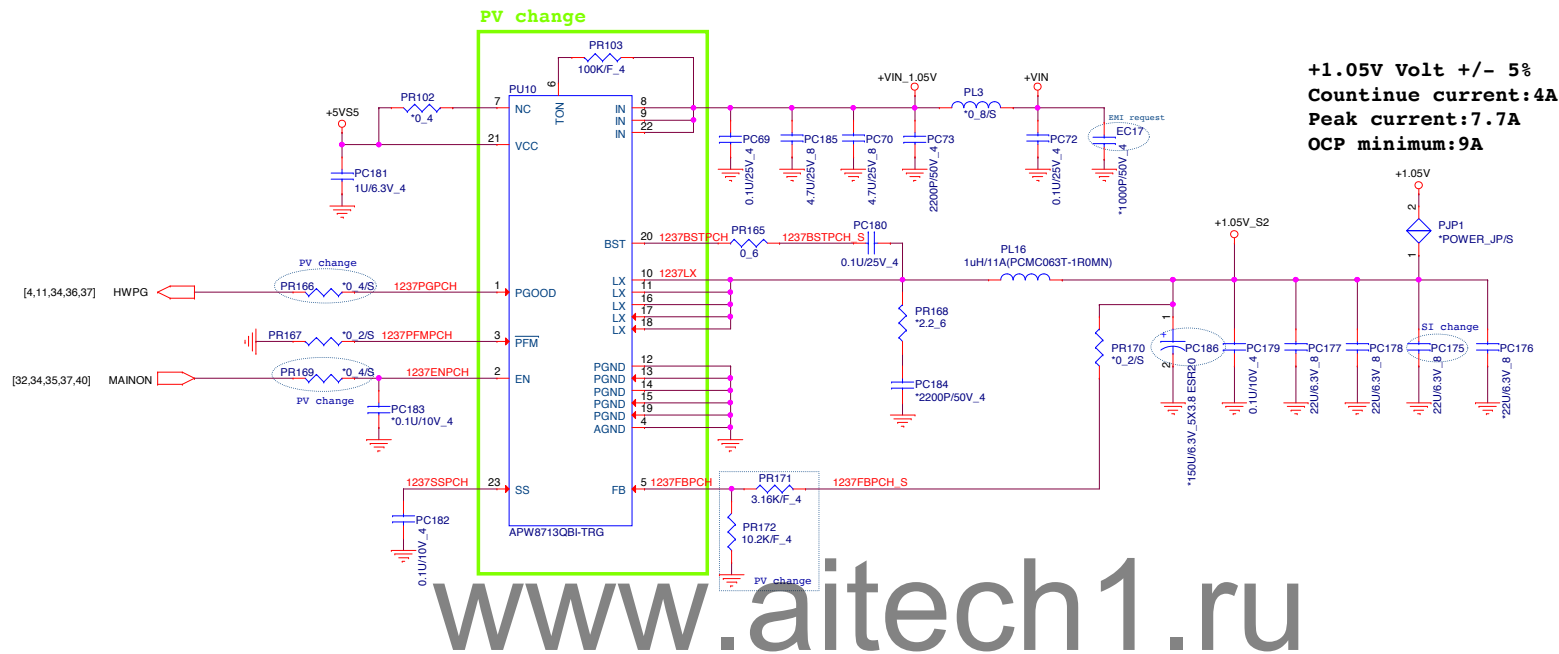 PV change
PR103
100K/F_4
6
PU10
TON
+5VS5
PR102
*0_4
7
NC
21
VCC
PC181
1U/6.3V_4
IN
8
IN
9
IN
22
+VIN_1.05V
PL3
*0_8/S
+VIN
EMI request
EC17
*1000P/50V_4
PC69
0.1U/25V_4
PC185
4.7U/25V_8
PC70
4.7U/25V_8
PC73
2200P/50V_4
PC72
0.1U/25V_4
+1.05V Volt +/- 5%
Countinue current:4A
Peak current:7.7A
OCP minimum:9A
+1.05V
2
PJP1
*POWER_JP/S
1
+1.05V_S2
BST
20
1237BSTPCH
PR165
0_6
1237BSTPCH_S
PC180
0.1U/25V_4
PL16
1uH/11A(PCMC063T-1R0MN)
LX
10
1237LX
LX
11
LX
16
LX
17
LX
18
PV change
[4,11,34,36,37]
HWPG
PR166
*0_4/S
1237PGPCH
1
PGOOD
PR167
*0_2/S
1237PFMPCH
3
PFM
[32,34,35,37,40]
MAINON
PR169
*0_4/S
1237ENPCH
2
EN
PV change
PC183
*0.1U/10V_4
PGND
12
PGND
13
PGND
14
PGND
15
PGND
19
AGND
4
PR168
*2.2_6
PC184
*2200P/50V_4
PR170
*0_2/S
1
+
PC186
2
*150U/6.3V_5X3.8 ESR20
PC179
0.1U/10V_4
PC177
22U/6.3V_8
PC178
22U/6.3V_8
SI change
PC175
22U/6.3V_8
PC176
*22U/6.3V_8
1237SSPCH
23
SS
PC182
0.1U/10V_4
FB
5
1237FBPCH
PR171
3.16K/F_4
1237FBPCH_S
PR172
10.2K/F_4
PV change
APW8713QBI-TRG
www.aitech1.ru